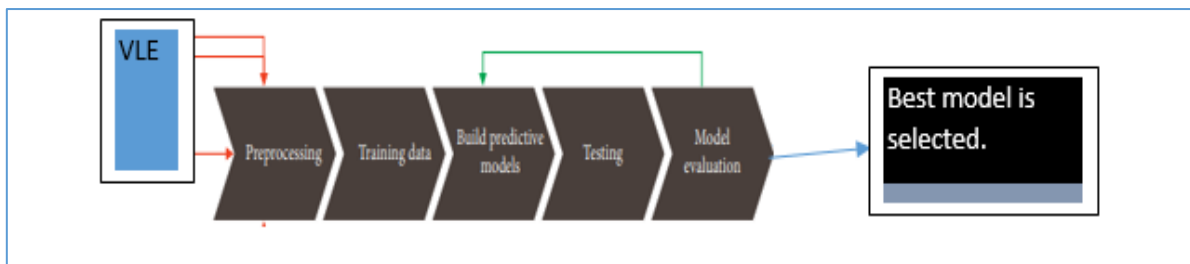 VLE
Preprocessing
Training data
Build predictive
models
Testing
Model
evaluation
Best model is
selected.